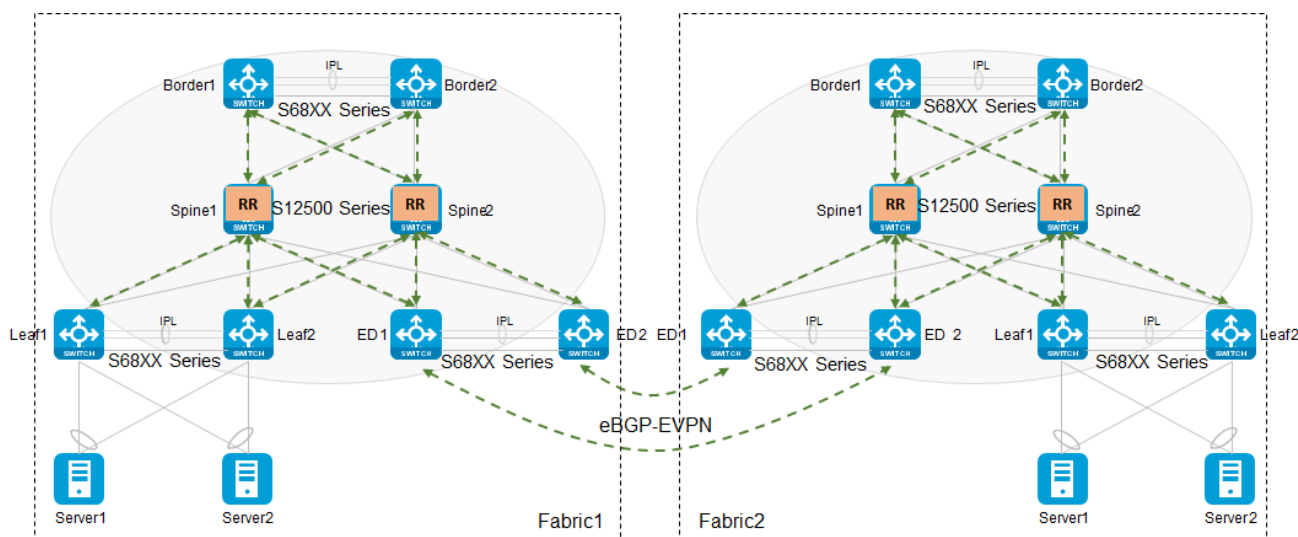 IPL
Border1
Border2
SWITCH
SWITCH
S68XX Series
RR
RR
Spine1
S12500 Series
Spine2
SWITCH
SWITCH
IPL
IPL
Leaf1
Leaf2
ED1
ED2
SWITCH
SWITCH
SWITCH
SWITCH
S68XX Series
Server1
Server2
Fabric1
IPL
Border1
Border2
SWITCH
SWITCH
S68XX Series
RR
RR
Spine1
S12500 Series
Spine2
SWITCH
SWITCH
IPL
IPL
ED1
ED 2
Leaf1
Leaf2
SWITCH
SWITCH
SWITCH
SWITCH
S68XX Series
S68XX Series
eBGP-EVPN
Server1
Server2
Fabric2